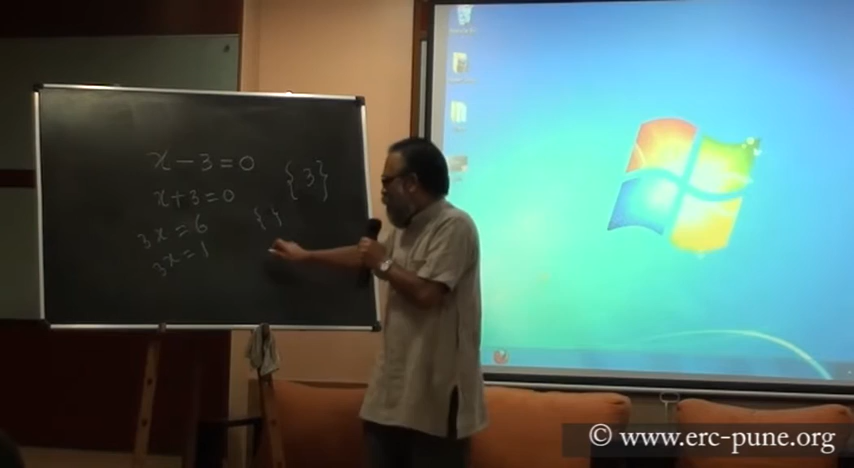 x - 3 = 0
{3}
x + 3 = 0
{ }
3x = 6
3x = 1
© www.erc-pune.org